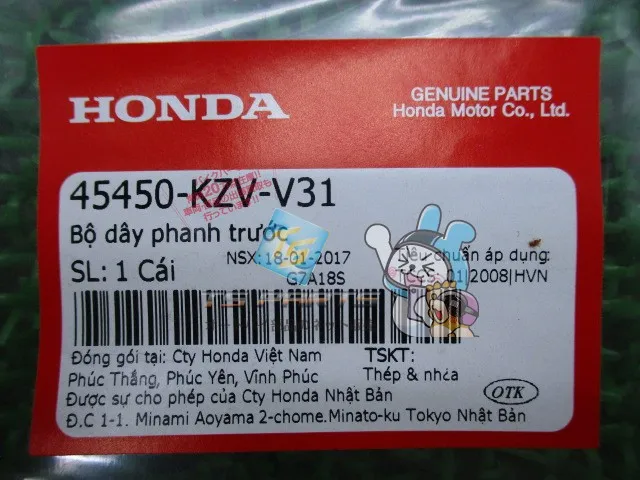 HONDA
GENUINE PARTS
Honda Motor Co., Ltd.
45450-KZV-V31
Bộ dây phanh trước
NSX: 18-01-2017
chuẩn áp dụng:
SL: 1 Cái
G7A18S
01|2008|HVN
Đóng gói tại: Cty Honda Việt Nam
TSKT:
Phúc Thắng, Phúc Yên, Vĩnh Phúc
Thép & nhựa
Được sự cho phép của Cty Honda Nhật Bản
OTK
Đ.C 1-1. Minami Aoyama 2-chome.Minato-ku Tokyo Nhật Bản